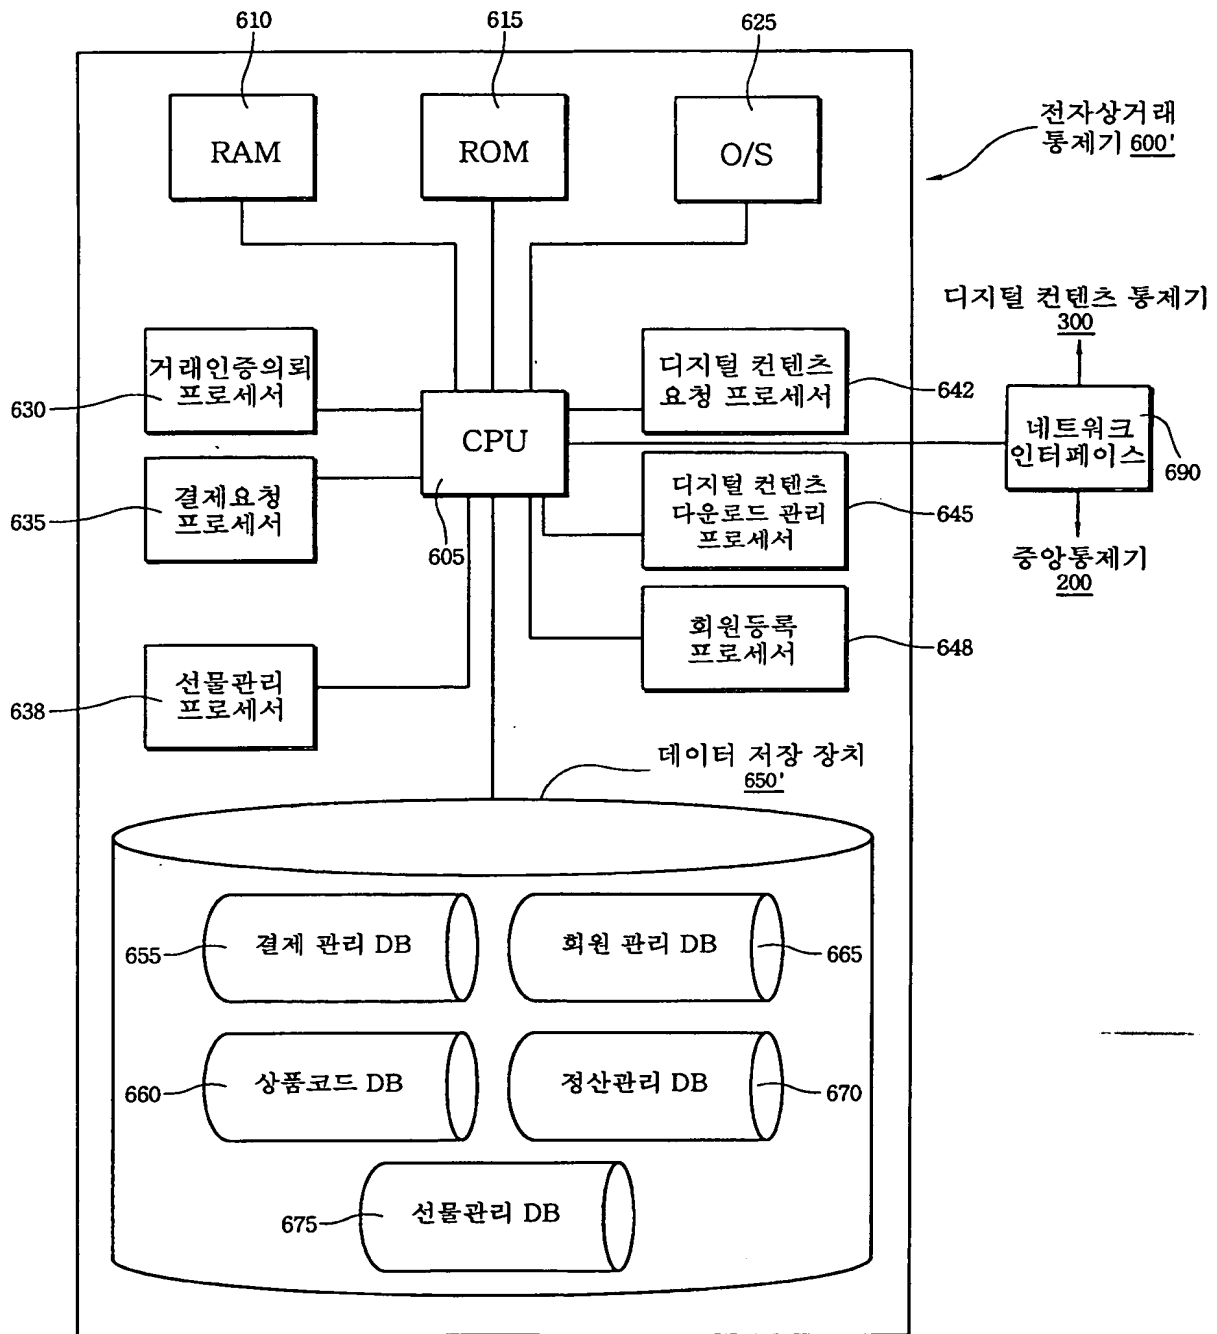 610
615
625
RAM
ROM
O/S
전자상거래
통제기 600'
디지털 컨텐츠 통제기
300
거래인증의뢰
프로세서
630
디지털 컨텐츠
요청 프로세서
642
CPU
네트워크
인터페이스
690
결제요청
프로세서
635
605
디지털 컨텐츠
다운로드 관리
프로세서
645
중앙통제기
200
회원등록
프로세서
648
선물관리
프로세서
638
데이터 저장 장치
650'
655
결제 관리 DB
회원 관리 DB
665
660
상품코드 DB
정산관리 DB
670
675
선물관리 DB